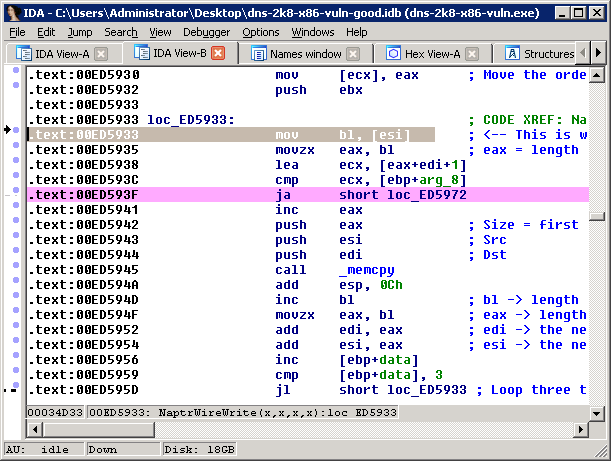 IDA - C:\Users\Administrator\Desktop\dns-2k8-x86-vuln-good.idb (dns-2k8-x86-vuln.exe)
File Edit Jump Search View Debugger Options Windows Help
IDA View-A IDA View-B Names window Hex View-A Structures
.text:00ED5930 mov [ecx], eax ; Move the orde
.text:00ED5932 push ebx
.text:00ED5933
.text:00ED5933 loc_ED5933: ; CODE XREF: Na
.text:00ED5933 mov bl, [esi] ; <-- This is w
.text:00ED5935 movzx eax, bl ; eax = length
.text:00ED5938 lea ecx, [eax+edi+1]
.text:00ED593C cmp ecx, [ebp+arg_8]
.text:00ED593F ja short loc_ED5972
.text:00ED5941 inc eax
.text:00ED5942 push eax ; Size = first
.text:00ED5943 push esi ; Src
.text:00ED5944 push edi ; Dst
.text:00ED5945 call _memcpy
.text:00ED594A add esp, 0Ch
.text:00ED594D inc bl ; bl -> length
.text:00ED594F movzx eax, bl ; eax -> length
.text:00ED5952 add edi, eax ; edi -> the ne
.text:00ED5954 add esi, eax ; esi -> the ne
.text:00ED5956 inc [ebp+data]
.text:00ED5959 cmp [ebp+data], 3
.text:00ED595D jl short loc_ED5933 ; Loop three t
00034D33 00ED5933: NaptrWireWrite(x,x,x,x):loc_ED5933
AU: idle Down Disk: 18GB